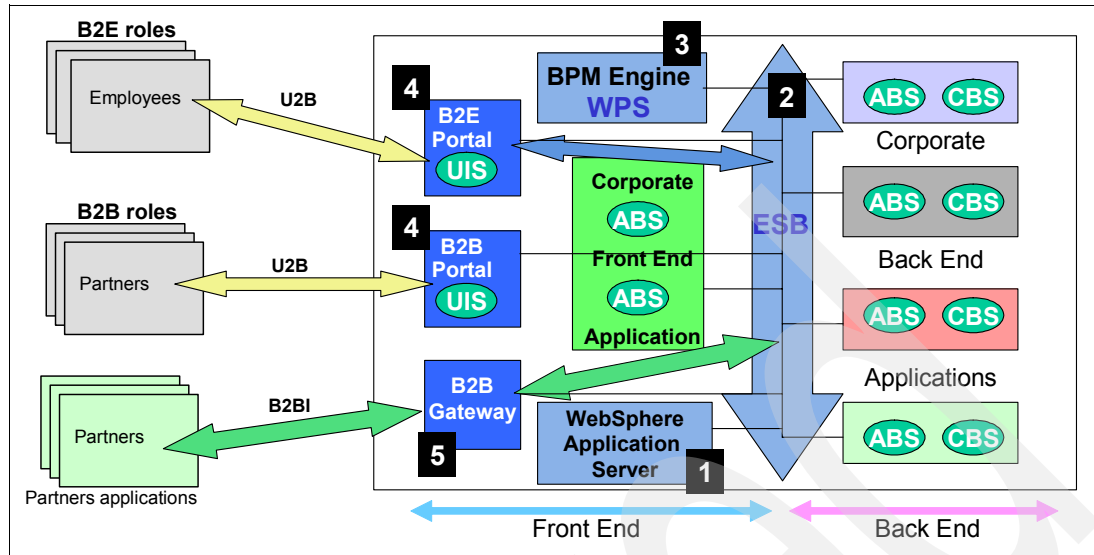 B2E roles
Employees
U2B
B2B roles
Partners
U2B
Partners
B2BI
Partners applications
4
B2E
Portal
UIS
4
B2B
Portal
UIS
B2B
Gateway
5
3
BPM Engine
WPS
Corporate
ABS
Front End
ABS
Application
WebSphere
Application
Server
1
2
ESB
ABS CBS
Corporate
ABS CBS
Back End
ABS CBS
Applications
ABS CBS
Front End
Back End